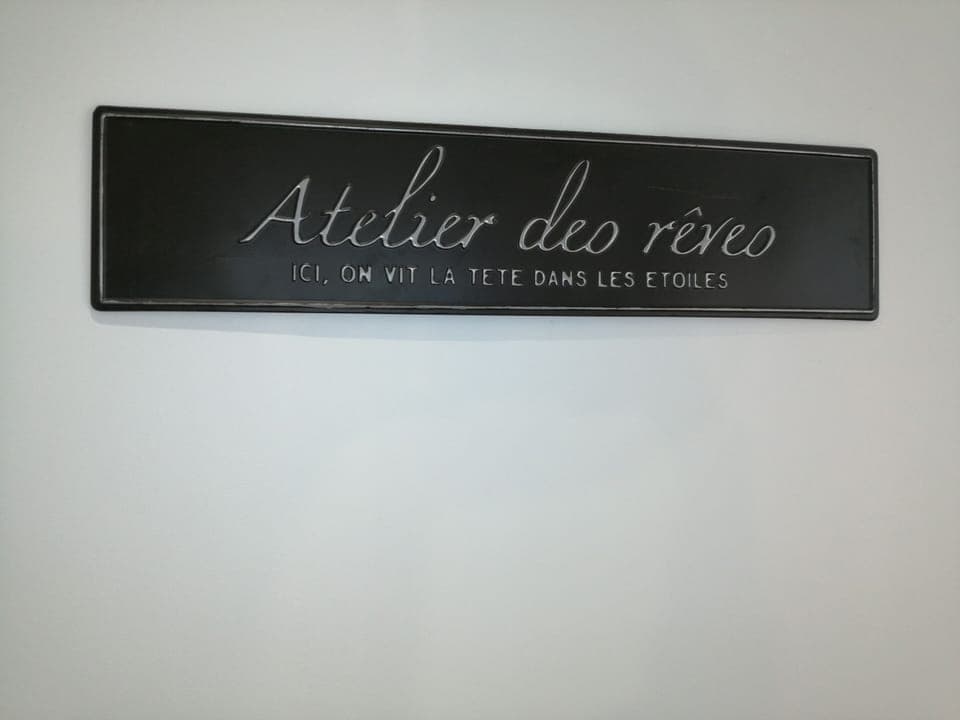 Atelier des rêves
ICI, ON VIT LA TETE DANS LES ETOILES